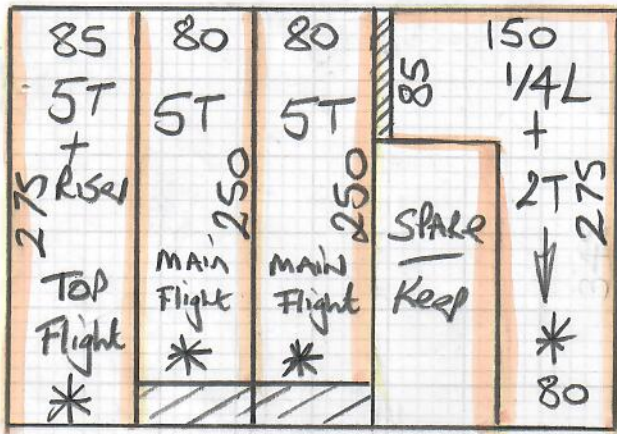 85
5T
+
Riser
275
TOP
Flight
*
80
5T
250
MAIN
Flight
*
80
5T
250
MAIN
Flight
*
85
SPARE
Keep
150
1/4L
+
2T
275
*
80